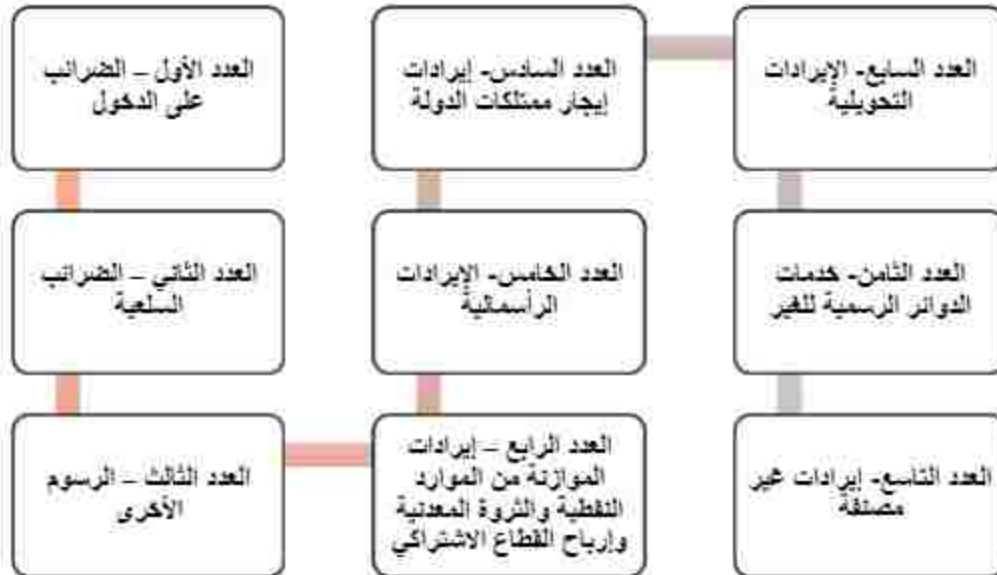 العدد الأول – الضرائب
على الدخول
العدد الثاني – الضرائب
السلعية
العدد الثالث – الرسوم
الأخرى
العدد الرابع – إيرادات
الموازنة من الموارد
النفطية والثروة المعدنية
وإرباح القطاع الاشتراكي
العدد الخامس- الإيرادات
الرأسمالية
العدد السادس- إيرادات
إيجار ممتلكات الدولة
العدد السابع- الإيرادات
التحويلية
العدد الثامن- خدمات
الدوائر الرسمية للغير
العدد التاسع- إيرادات غير
مصنفة